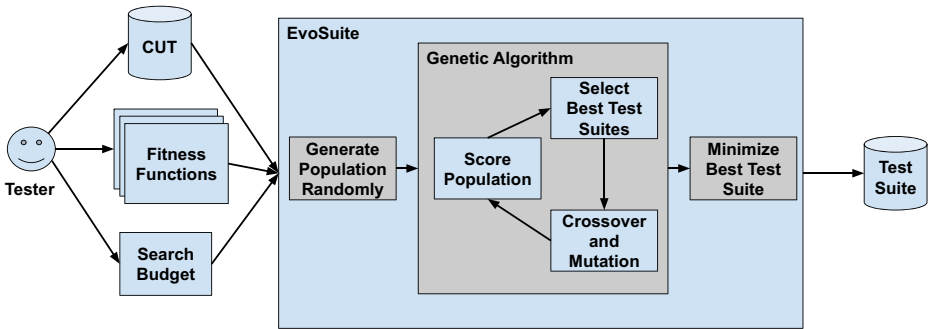 CUT
EvoSuite
Genetic Algorithm
Select
Best Test
Suites
Fitness
Functions
Tester
Generate
Population
Randomly
Score
Population
Minimize
Best Test
Suite
Test
Suite
Crossover
and
Mutation
Search
Budget